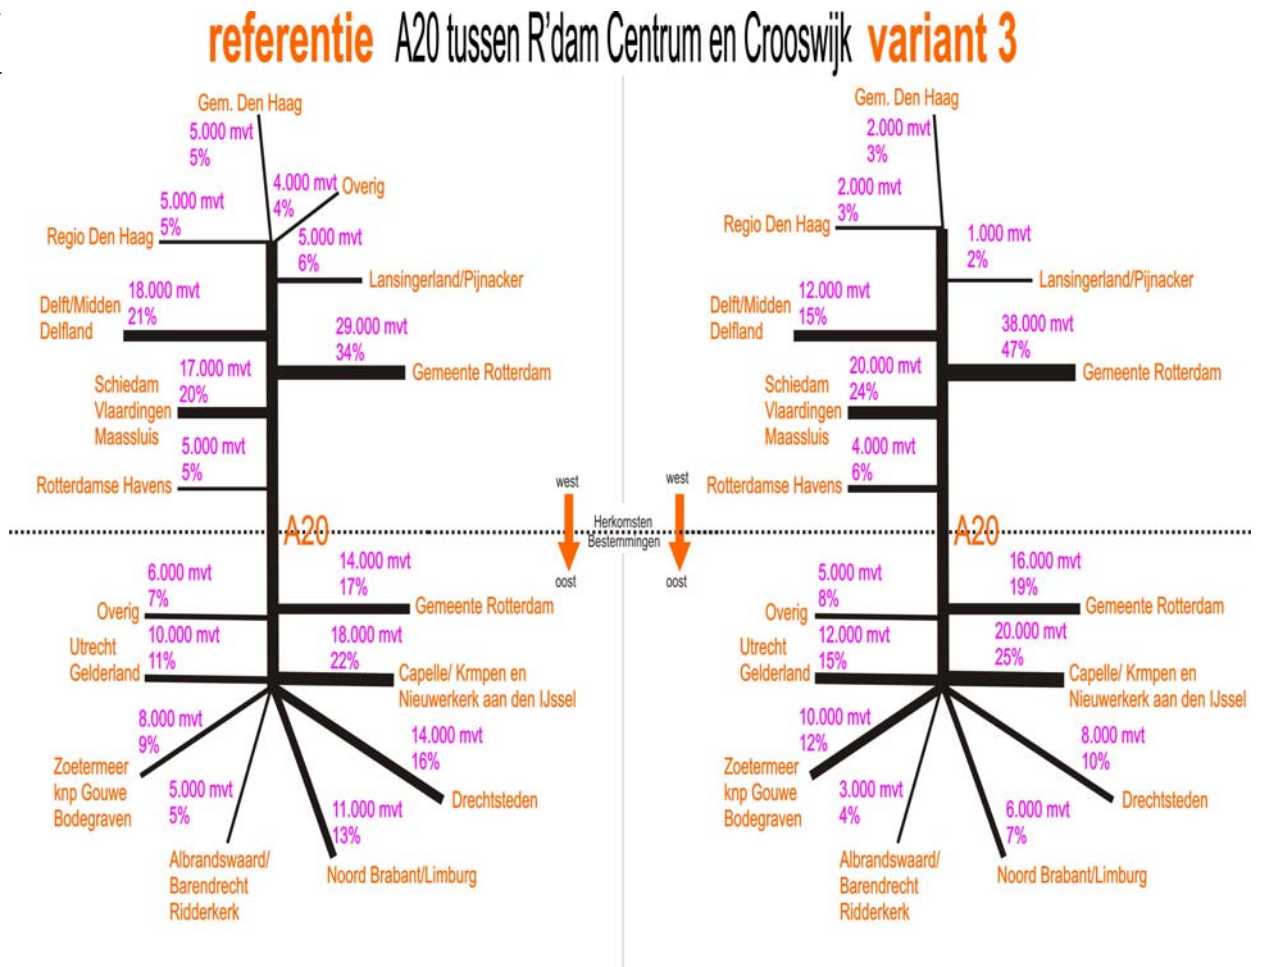 referentie A20 tussen R'dam Centrum en Crooswijk variant 3
Gem. Den Haag
5.000 mvt
5%
4.000 mvt
4%
Overig
5.000 mvt
5%
Regio Den Haag
5.000 mvt
6%
Lansingerland/Pijnacker
18.000 mvt
21%
Delft/Midden
Delfland
29.000 mvt
34%
Gemeente Rotterdam
17.000 mvt
20%
Schiedam
Vlaardingen
Maassluis
5.000 mvt
5%
Rotterdamse Havens
A20
14.000 mvt
17%
Gemeente Rotterdam
6.000 mvt
7%
Overig
18.000 mvt
22%
Capelle/ Krmpen en
Nieuwerkerk aan den IJssel
Utrecht
Gelderland
10.000 mvt
11%
8.000 mvt
9%
Zoetermeer
knp Gouwe
Bodegraven
14.000 mvt
16%
Drechtsteden
5.000 mvt
5%
Albrandswaard/
Barendrecht
Ridderkerk
11.000 mvt
13%
Noord Brabant/Limburg
west
Herkomsten
Bestemmingen
oost
west
oost
Gem. Den Haag
2.000 mvt
3%
2.000 mvt
3%
Regio Den Haag
1.000 mvt
2%
Lansingerland/Pijnacker
12.000 mvt
15%
Delft/Midden
Delfland
38.000 mvt
47%
Gemeente Rotterdam
20.000 mvt
24%
Schiedam
Vlaardingen
Maassluis
4.000 mvt
6%
Rotterdamse Havens
A20
16.000 mvt
19%
Gemeente Rotterdam
5.000 mvt
8%
Overig
20.000 mvt
25%
Capelle/ Krmpen en
Nieuwerkerk aan den IJssel
Utrecht
Gelderland
12.000 mvt
15%
10.000 mvt
12%
Zoetermeer
knp Gouwe
Bodegraven
8.000 mvt
10%
Drechtsteden
3.000 mvt
4%
Albrandswaard/
Barendrecht
Ridderkerk
6.000 mvt
7%
Noord Brabant/Limburg